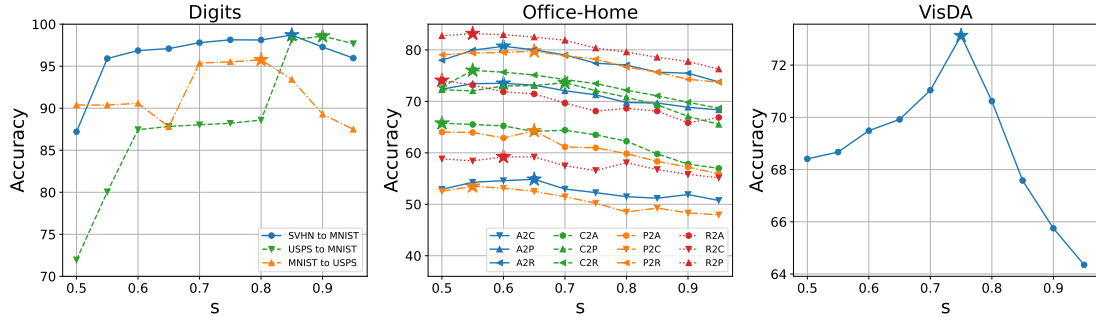 Digits
Accuracy
100
95
90
85
80
75
70
0.5 0.6 0.7 0.8 0.9
s
SVHN to MNIST
USPS to MNIST
MNIST to USPS
Office-Home
Accuracy
80
70
60
50
40
0.5 0.6 0.7 0.8 0.9
s
A2C C2A P2A R2A
A2P C2P P2C R2C
A2R C2R P2R R2P
VisDA
Accuracy
72
70
68
66
64
0.5 0.6 0.7 0.8 0.9
s